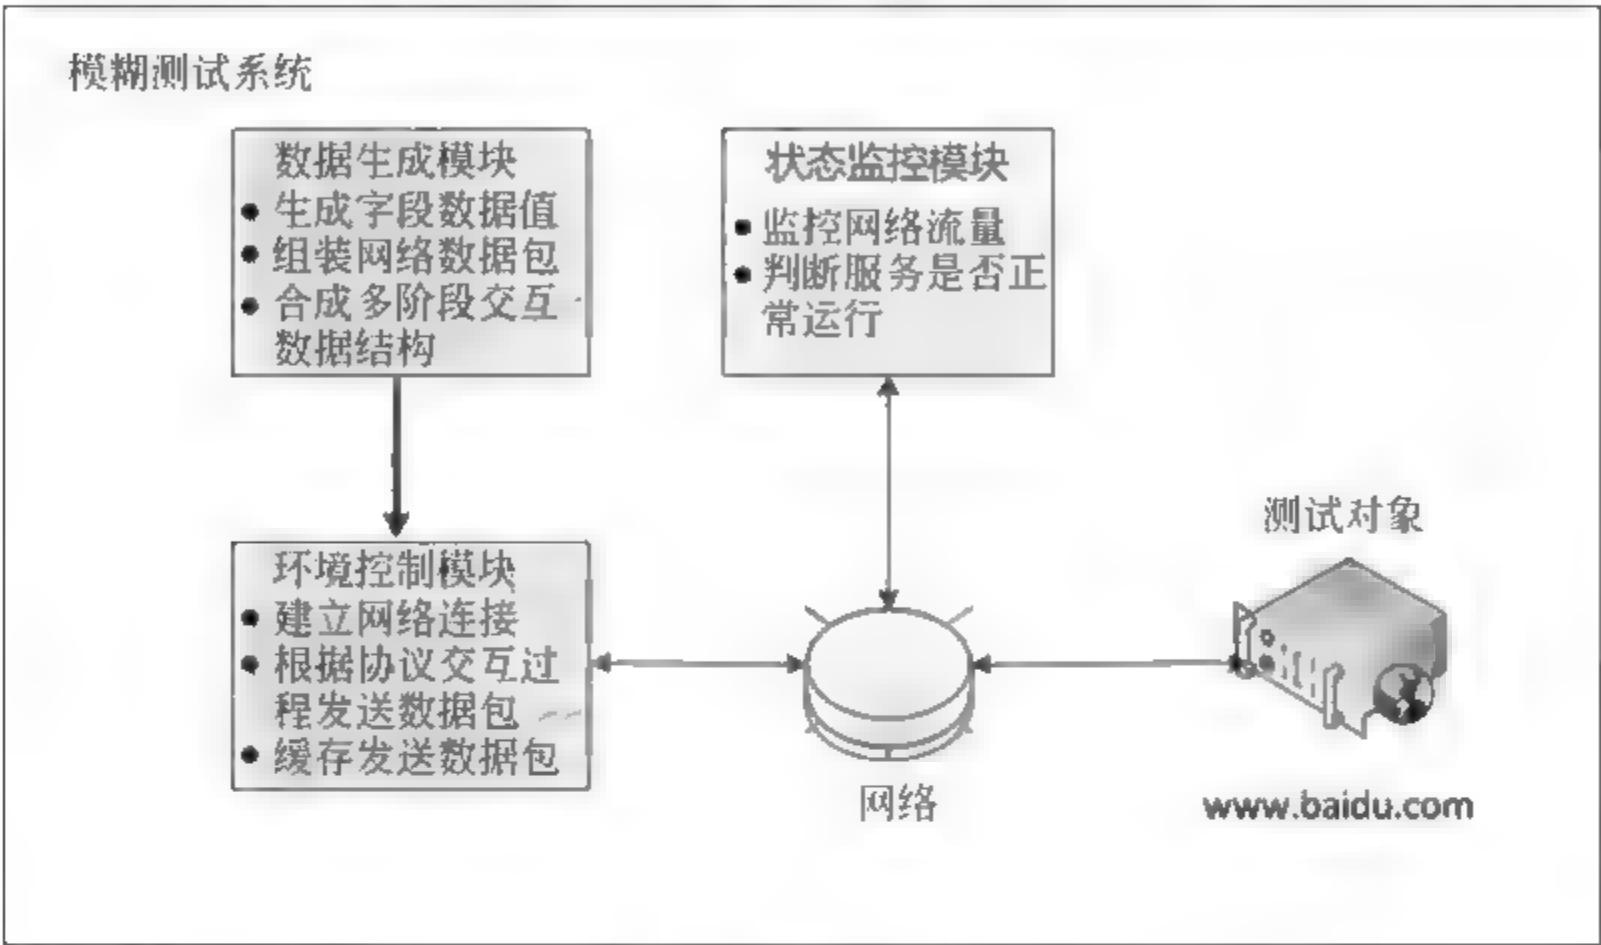 模糊测试系统
数据生成模块
• 生成字段数据值
• 组装网络数据包
• 合成多阶段交互
数据结构
状态监控模块
• 监控网络流量
• 判断服务是否正
常运行
环境控制模块
• 建立网络连接
• 根据协议交互过
程发送数据包
• 缓存发送数据包
网络
测试对象
www.baidu.com